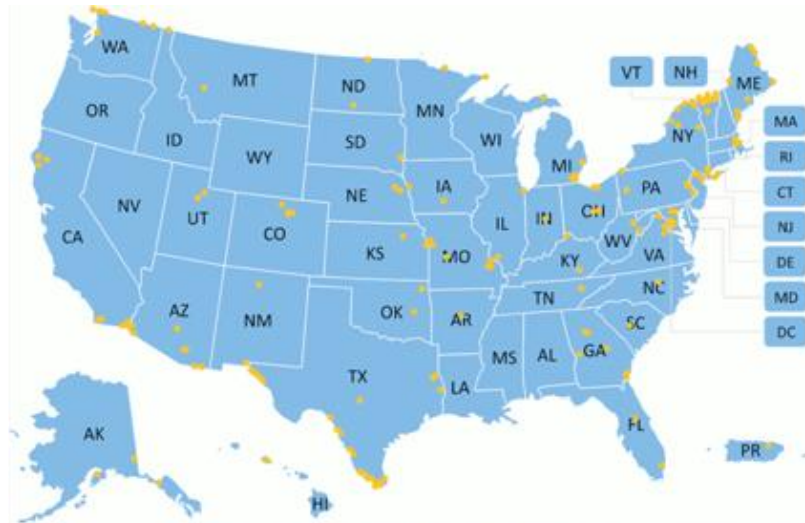 WA
MT
ND
MN
VT
NH
ME
OR
ID
SD
WI
MI
NY
MA
WY
RI
NE
IA
PA
CT
NV
UT
CO
IL
IN
OH
NJ
CA
KS
MO
WV
VA
DE
KY
MD
AZ
NM
OK
AR
TN
NC
SC
DC
TX
LA
MS
AL
GA
AK
FL
PR
HI